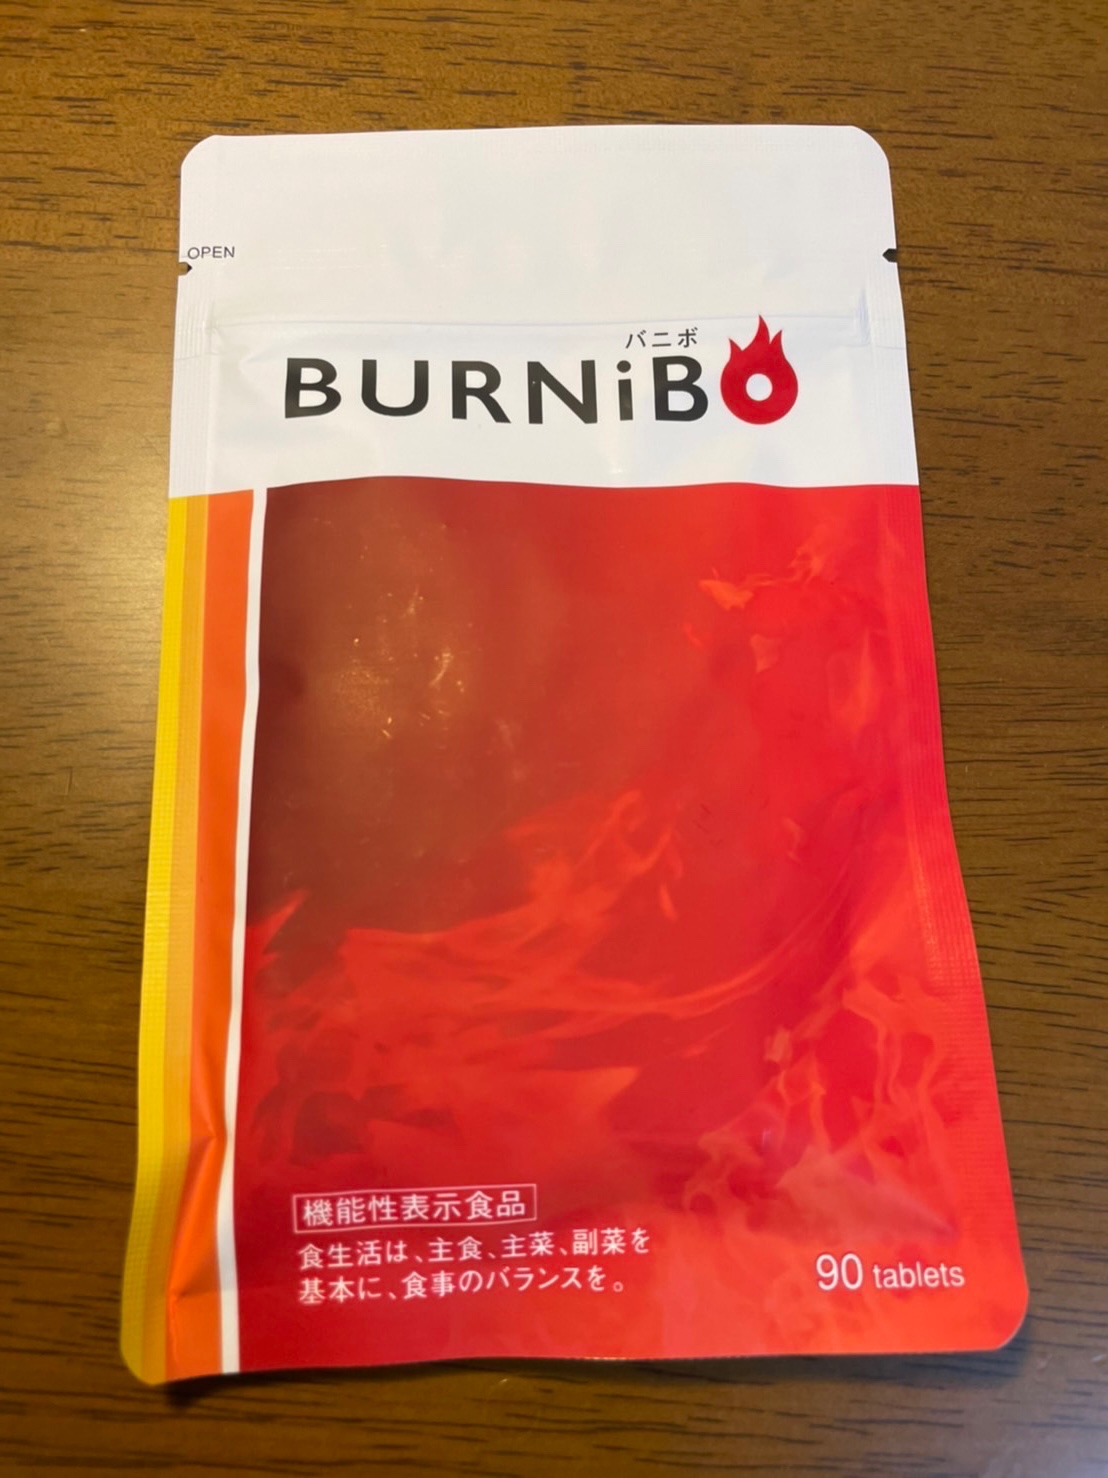 OPEN
バニボ
BURNiBO
機能性表示食品
食生活は、主食、主菜、副菜を
基本に、食事のバランスを。
90 tablets